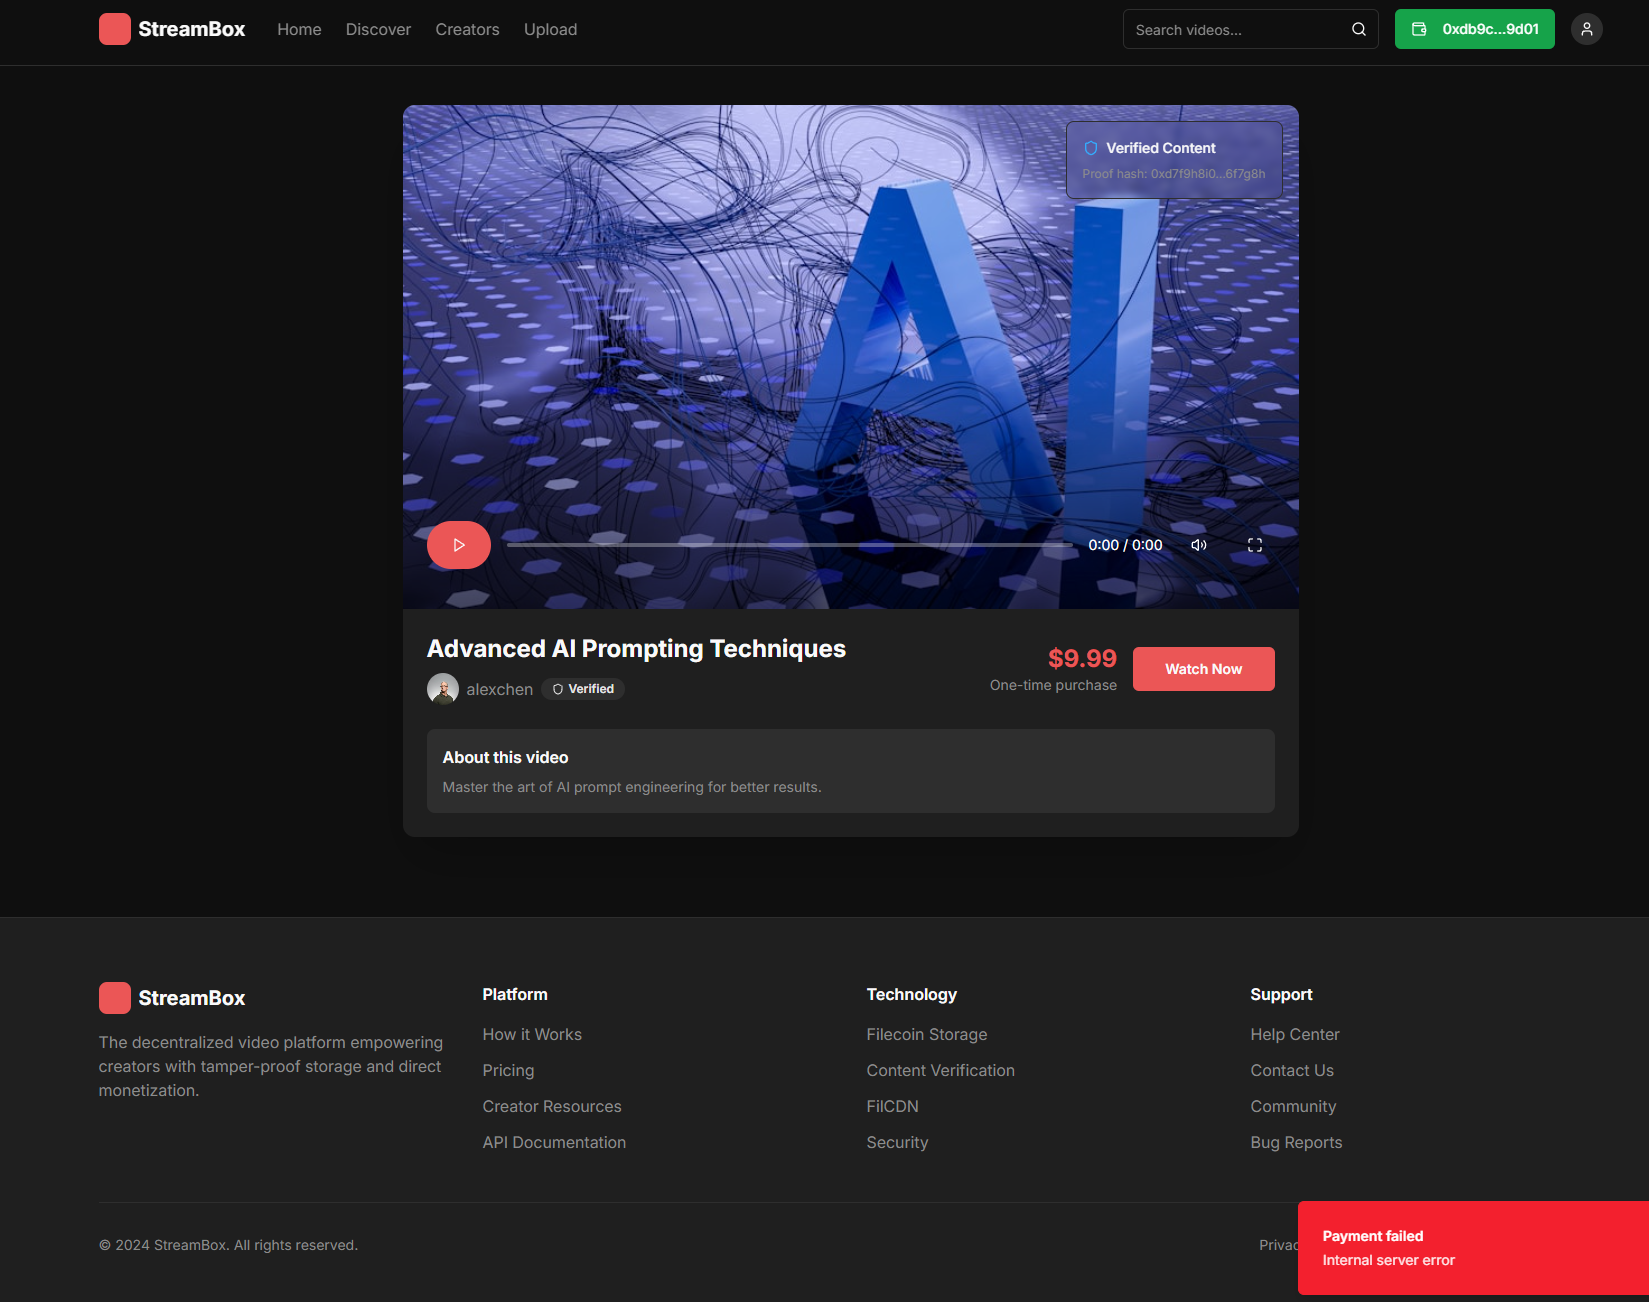 StreamBox
Home
Discover
Creators
Upload
Search videos...
0xdb9c...9d01
Verified Content
Proof hash: 0xd7f9h8i0...6f7g8h
AI
0:00 / 0:00
Advanced AI Prompting Techniques
alexchen
Verified
$9.99
One-time purchase
Watch Now
About this video
Master the art of AI prompt engineering for better results.
StreamBox
The decentralized video platform empowering
creators with tamper-proof storage and direct
monetization.
Platform
How it Works
Pricing
Creator Resources
API Documentation
Technology
Filecoin Storage
Content Verification
FilCDN
Security
Support
Help Center
Contact Us
Community
Bug Reports
© 2024 StreamBox. All rights reserved.
Payment failed
Internal server error